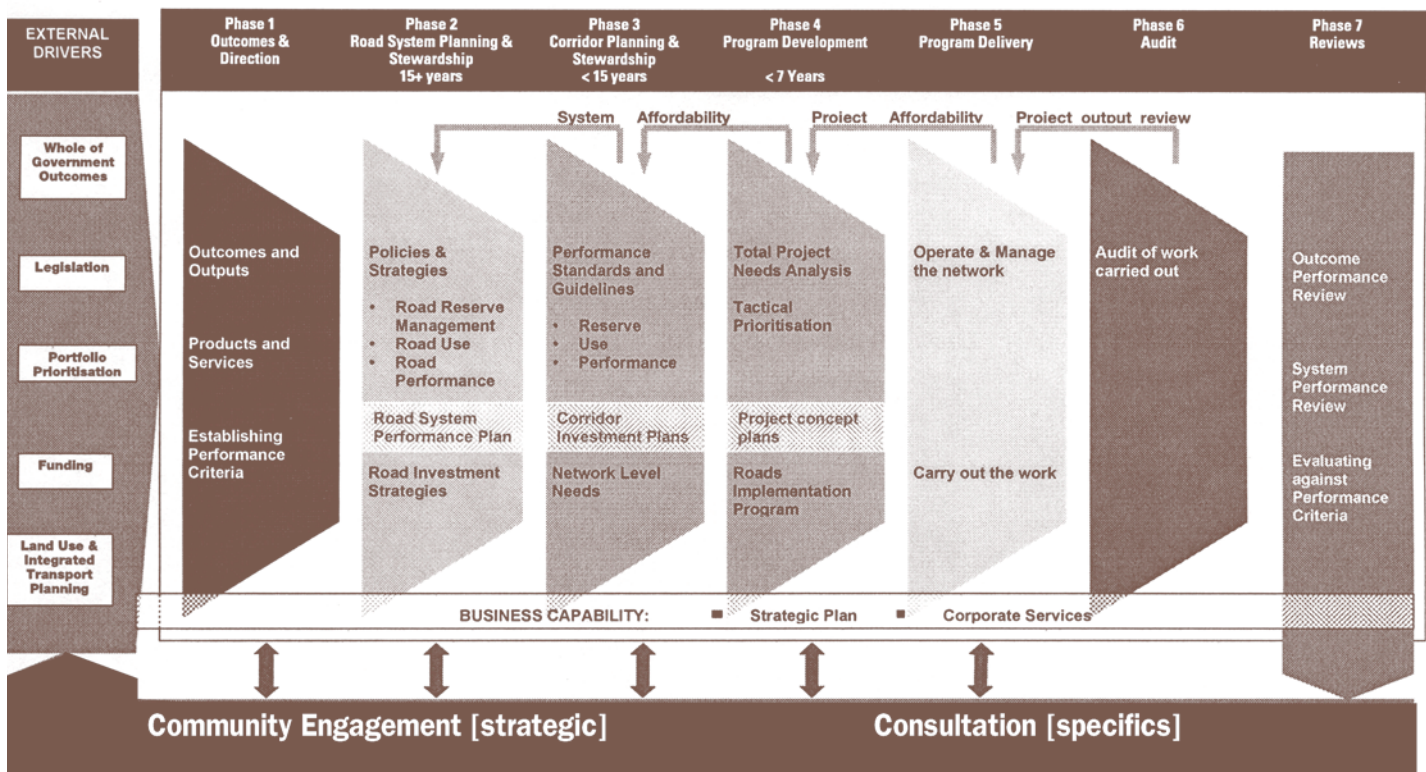 EXTERNAL
DRIVERS
Phase 1
Outcomes &
Direction
Phase 2
Road System Planning &
Stewardship
15+ years
Phase 3
Corridor Planning &
Stewardship
< 15 years
Phase 4
Program Development
< 7 Years
Phase 5
Program Delivery
Phase 6
Audit
Phase 7
Reviews
System Affordability
Project Affordability
Project output review
Whole of
Government
Outcomes
Legislation
Portfolio
Prioritisation
Funding
Land Use &
Integrated
Transport
Planning
Outcomes and
Outputs
Products and
Services
Establishing
Performance
Criteria
Policies &
Strategies
• Road Reserve
Management
• Road Use
• Road
Performance
Road System
Performance Plan
Road Investment
Strategies
Performance
Standards and
Guidelines
• Reserve
• Use
• Performance
Corridor
Investment Plans
Network Level
Needs
Total Project
Needs Analysis
Tactical
Prioritisation
Project concept
plans
Roads
Implementation
Program
Operate & Manage
the network
Carry out the work
Audit of work
carried out
Outcome
Performance
Review
System
Performance
Review
Evaluating
against
Performance
Criteria
BUSINESS CAPABILITY: ■ Strategic Plan ■ Corporate Services
Community Engagement [strategic] Consultation [specifics]